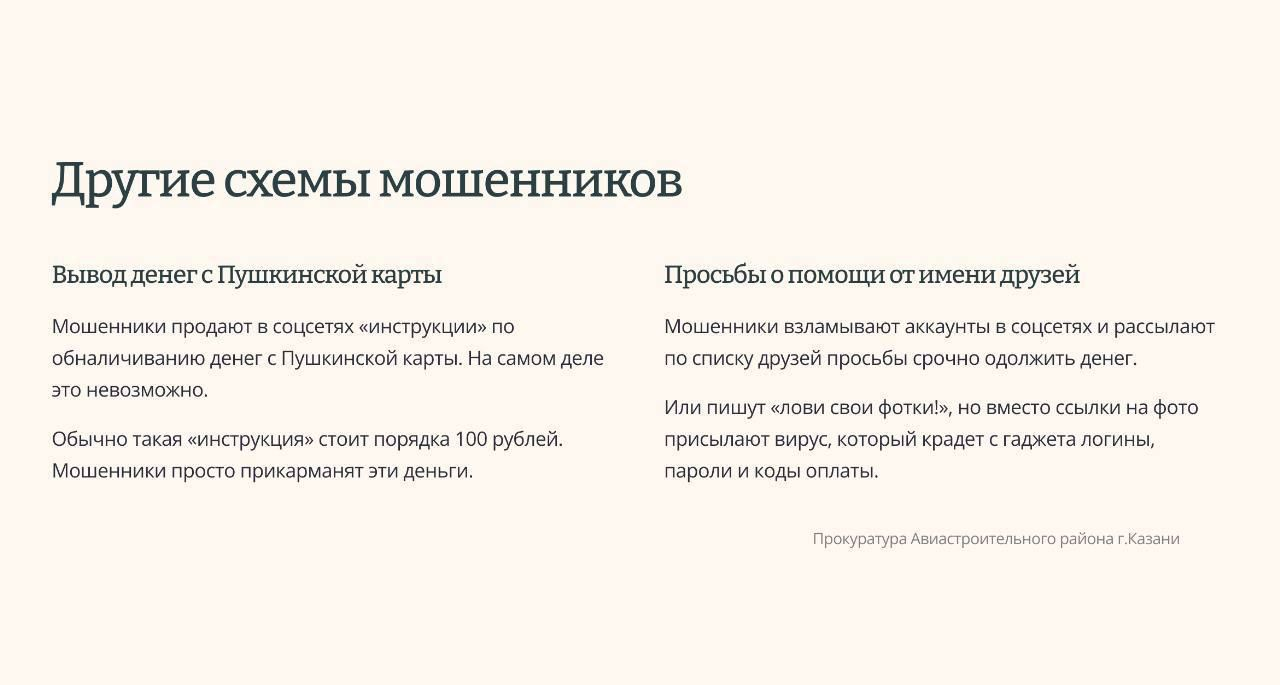 Другие схемы мошенников
Вывод денег с Пушкинской карты
Мошенники продают в соцсетях «инструкции» по
обналичиванию денег с Пушкинской карты. На самом деле
это невозможно.
Обычно такая «инструкция» стоит порядка 100 рублей.
Мошенники просто прикарманят эти деньги.
Просьбы о помощи от имени друзей
Мошенники взламывают аккаунты в соцсетях и рассылают
по списку друзей просьбы срочно одолжить денег.
Или пишут «лови свои фотки!», но вместо ссылки на фото
присылают вирус, который крадет с гаджета логины,
пароли и коды оплаты.
Прокуратура Авиастроительного района г.Казани